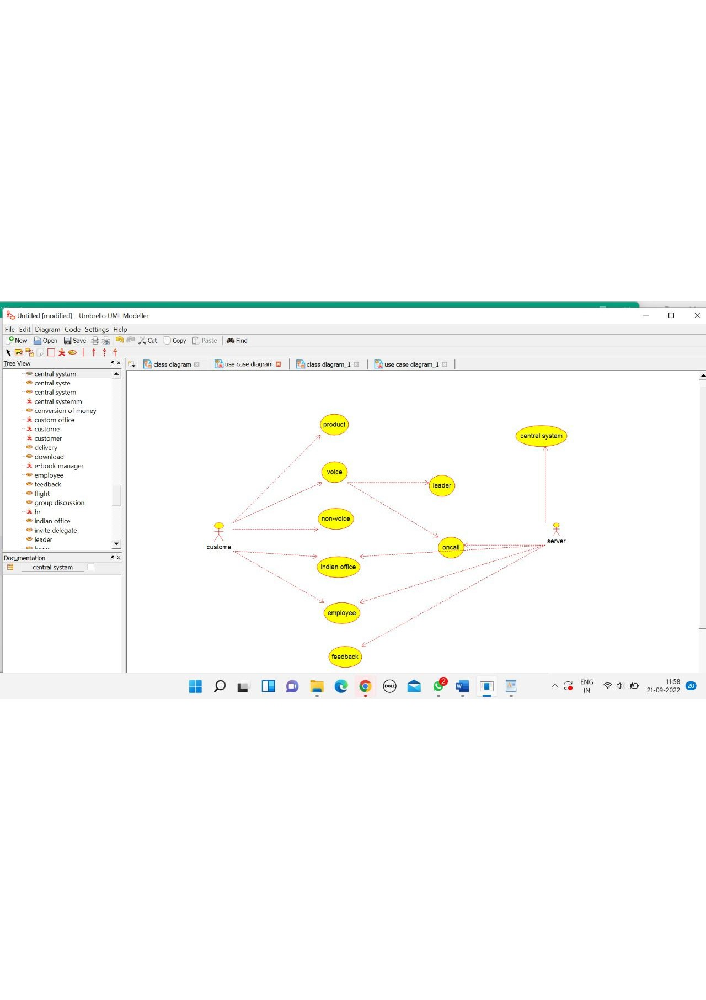 Untitled [modified] – Umbrello UML Modeller
File Edit Diagram Code Settings Help
New Open Save Cut Copy Paste Find
Tree View
class diagram use case diagram class diagram_1 use case diagram_1
central systam
central syste
central system
central systemm
conversion of money
custom office
custome
customer
delivery
download
e-book manager
employee
feedback
flight
group discussion
hr
indian office
invite delegate
leader
login
Documentation
central systam
product
central systam
voice
leader
non-voice
custome
server
oncall
indian office
employee
feedback
DELL
2
W
ENG
IN
11:58
21-09-2022
20